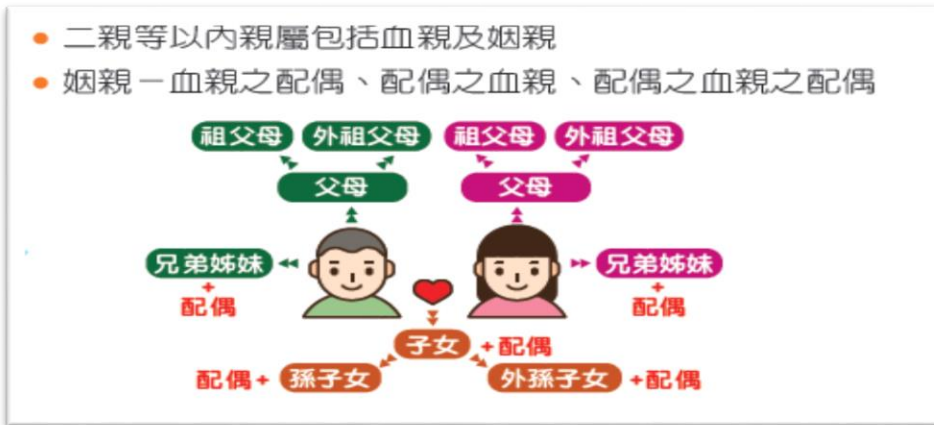 • 二親等以內親屬包括血親及姻親
• 姻親－血親之配偶、配偶之血親、配偶之血親之配偶
祖父母 外祖父母 祖父母 外祖父母
父母 父母
兄弟姊妹 兄弟姊妹
+ +
配偶 配偶
子女 +配偶
配偶+ 孫子女 外孫子女 +配偶